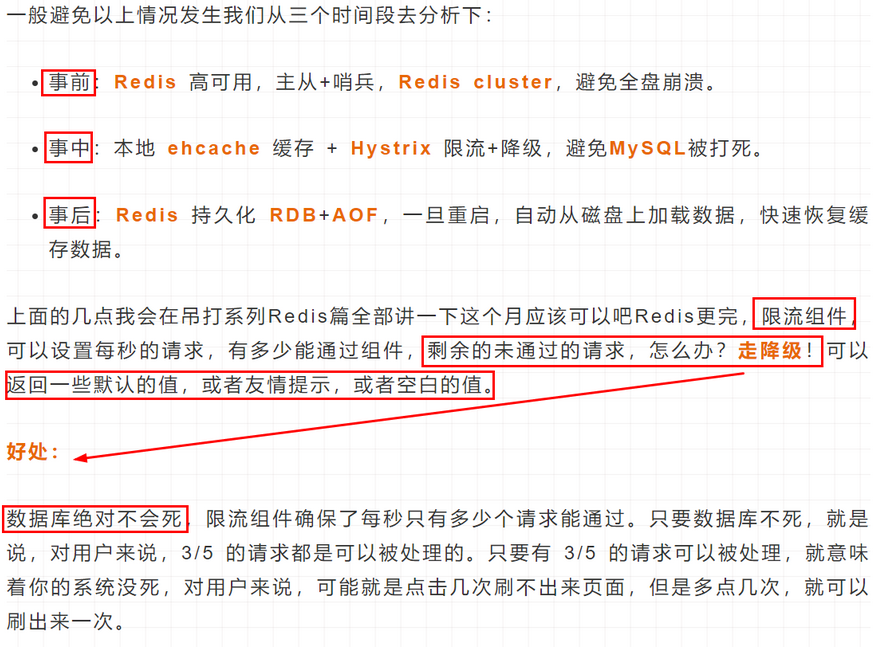 一般避免以上情况发生我们从三个时间段去分析下：
• 事前：Redis 高可用，主从+哨兵，Redis cluster，避免全盘崩溃。
• 事中：本地 ehcache 缓存 + Hystrix 限流+降级，避免MySQL被打死。
• 事后：Redis 持久化 RDB+AOF，一旦重启，自动从磁盘上加载数据，快速恢复缓
存数据。
上面的几点我会在吊打系列Redis篇全部讲一下这个月应该可以吧Redis更完，限流组件，
可以设置每秒的请求，有多少能通过组件，剩余的未通过的请求，怎么办？走降级！可以
返回一些默认的值，或者友情提示，或者空白的值。
好处：
数据库绝对不会死，限流组件确保了每秒只有多少个请求能通过。只要数据库不死，就是
说，对用户来说，3/5 的请求都是可以被处理的。只要有 3/5 的请求可以被处理，就意味
着你的系统没死，对用户来说，可能就是点击几次刷不出来页面，但是多点几次，就可以
刷出来一次。